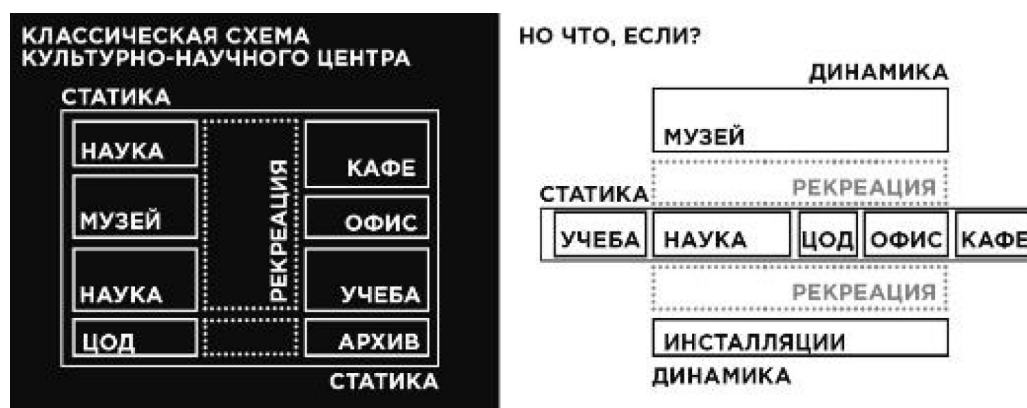 КЛАССИЧЕСКАЯ СХЕМА
КУЛЬТУРНО-НАУЧНОГО ЦЕНТРА
СТАТИКА
НАУКА
МУЗЕЙ
НАУКА
ЦОД
РЕКРЕАЦИЯ
КАФЕ
ОФИС
УЧЕБА
АРХИВ
СТАТИКА
НО ЧТО, ЕСЛИ?
ДИНАМИКА
МУЗЕЙ
РЕКРЕАЦИЯ
СТАТИКА
УЧЕБА НАУКА ЦОД ОФИС КАФЕ
РЕКРЕАЦИЯ
ИНСТАЛЛЯЦИИ
ДИНАМИКА